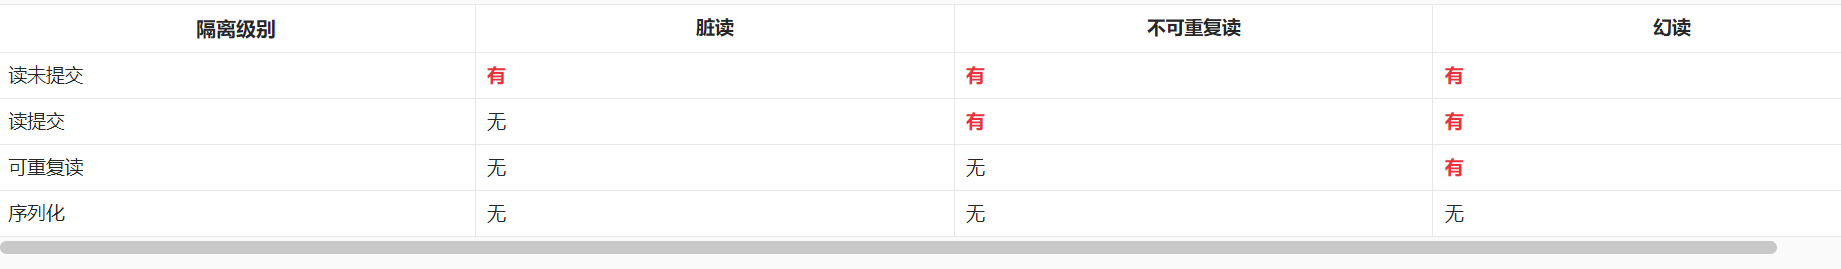 隔离级别 脏读 不可重复读 幻读
读未提交 有 有 有
读提交 无 有 有
可重复读 无 无 有
序列化 无 无 无